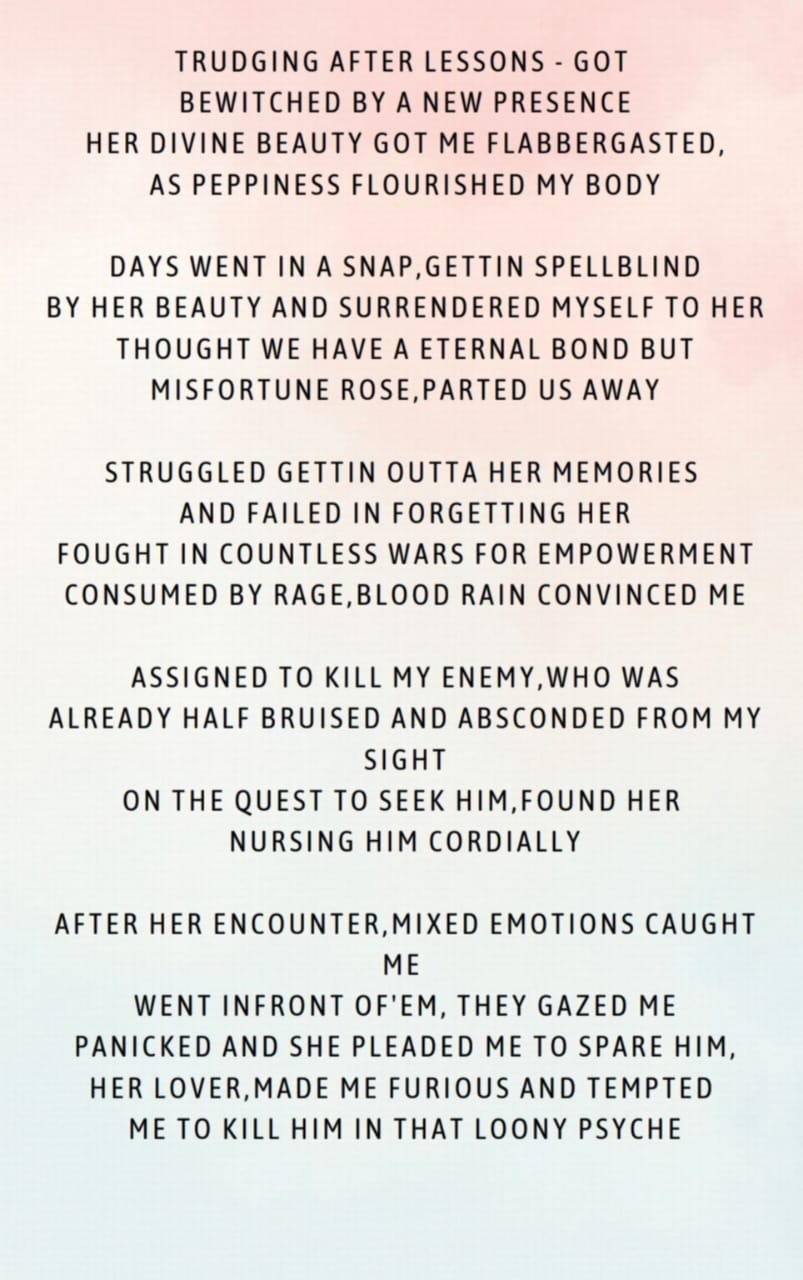 TRUDGING AFTER LESSONS - GOT
BEWITCHED BY A NEW PRESENCE
HER DIVINE BEAUTY GOT ME FLABBERGASTED,
AS PEPPINESS FLOURISHED MY BODY
DAYS WENT IN A SNAP,GETTIN SPELLBLIND
BY HER BEAUTY AND SURRENDERED MYSELF TO HER
THOUGHT WE HAVE A ETERNAL BOND BUT
MISFORTUNE ROSE,PARTED US AWAY
STRUGGLED GETTIN OUTTA HER MEMORIES
AND FAILED IN FORGETTING HER
FOUGHT IN COUNTLESS WARS FOR EMPOWERMENT
CONSUMED BY RAGE,BLOOD RAIN CONVINCED ME
ASSIGNED TO KILL MY ENEMY,WHO WAS
ALREADY HALF BRUISED AND ABSCONDED FROM MY
SIGHT
ON THE QUEST TO SEEK HIM,FOUND HER
NURSING HIM CORDIALLY
AFTER HER ENCOUNTER,MIXED EMOTIONS CAUGHT
ME
WENT INFRONT OF'EM, THEY GAZED ME
PANICKED AND SHE PLEADED ME TO SPARE HIM,
HER LOVER,MADE ME FURIOUS AND TEMPTED
ME TO KILL HIM IN THAT LOONY PSYCHE